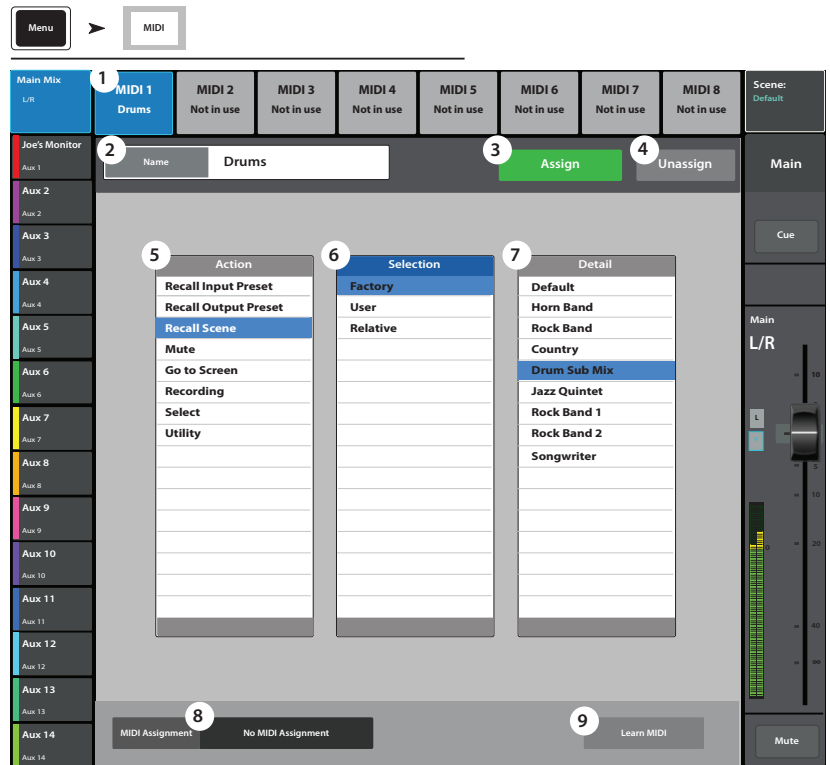 Menu
MIDI
Main Mix
L/R
1
MIDI 1
Drums
MIDI 2
Not in use
MIDI 3
Not in use
MIDI 4
Not in use
MIDI 5
Not in use
MIDI 6
Not in use
MIDI 7
Not in use
MIDI 8
Not in use
Scene:
Default
Joe's Monitor
Aux 1
Aux 2
Aux 2
Aux 3
Aux 3
Aux 4
Aux 4
Aux 5
Aux 5
Aux 6
Aux 6
Aux 7
Aux 7
Aux 8
Aux 8
Aux 9
Aux 9
Aux 10
Aux 10
Aux 11
Aux 11
Aux 12
Aux 12
Aux 13
Aux 13
Aux 14
Aux 14
2
Name
Drums
3
Assign
4
Unassign
5
Action
Recall Input Preset
Recall Output Preset
Recall Scene
Mute
Go to Screen
Recording
Select
Utility
6
Selection
Factory
User
Relative
7
Detail
Default
Horn Band
Rock Band
Country
Drum Sub Mix
Jazz Quintet
Rock Band 1
Rock Band 2
Songwriter
8
MIDI Assignment
No MIDI Assignment
9
Learn MIDI
Main
Cue
Main
L/R
10
L
5
10
20
0
40
∞
Mute